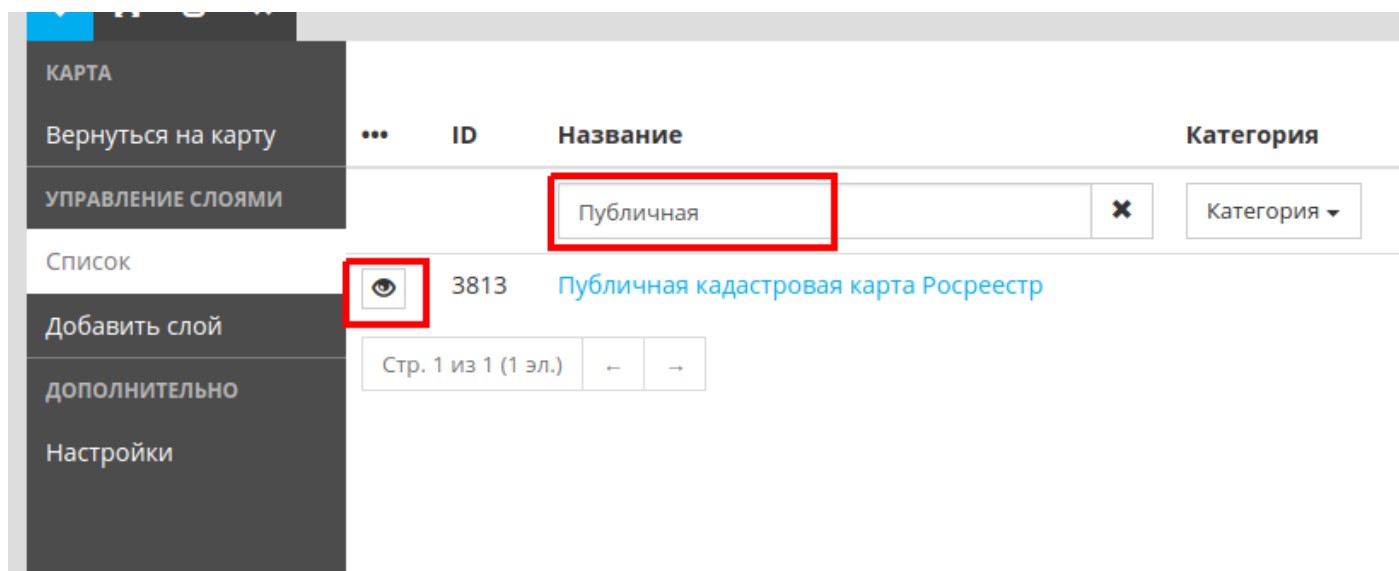 КАРТА
Вернуться на карту
УПРАВЛЕНИЕ СЛОЯМИ
Список
Добавить слой
ДОПОЛНИТЕЛЬНО
Настройки
••• ID Название Категория
Публичная ✖ Категория
3813 Публичная кадастровая карта Росреестр
Стр. 1 из 1 (1 эл.) ← →